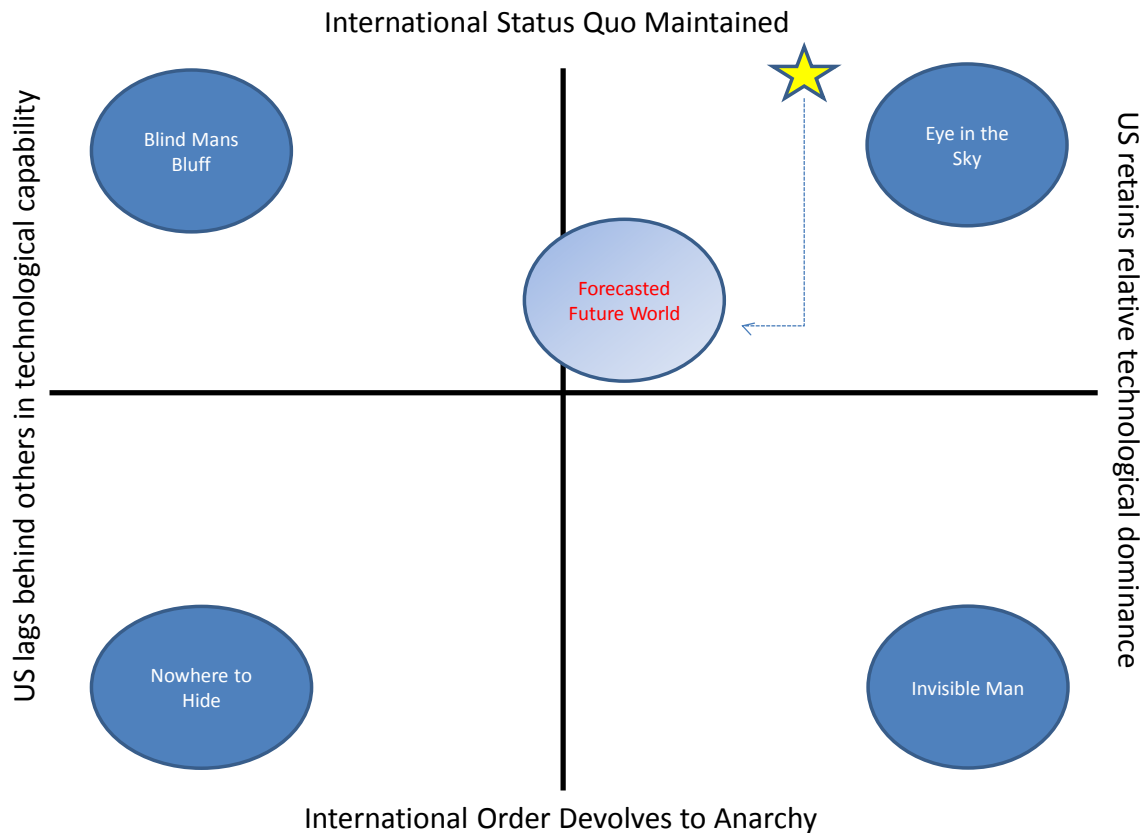 International Status Quo Maintained
US lags behind others in technological capability
Blind Mans
Bluff
Eye in the
Sky
US retains relative technological dominance
Forecasted
Future World
Nowhere to
Hide
Invisible Man
International Order Devolves to Anarchy